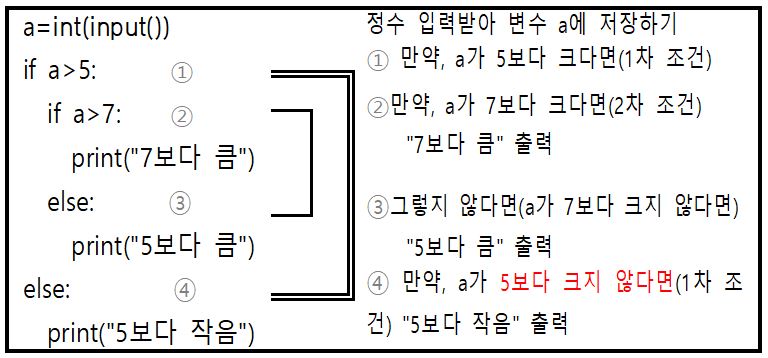 a=int(input())
if a>5: ①
if a>7: ②
print("7보다 큼")
else: ③
print("5보다 큼")
else: ④
print("5보다 작음")
정수 입력받아 변수 a에 저장하기
① 만약, a가 5보다 크다면(1차 조건)
②만약, a가 7보다 크다면(2차 조건)
"7보다 큼" 출력
③그렇지 않다면(a가 7보다 크지 않다면)
"5보다 큼" 출력
④ 만약, a가 5보다 크지 않다면(1차 조
건) "5보다 작음" 출력